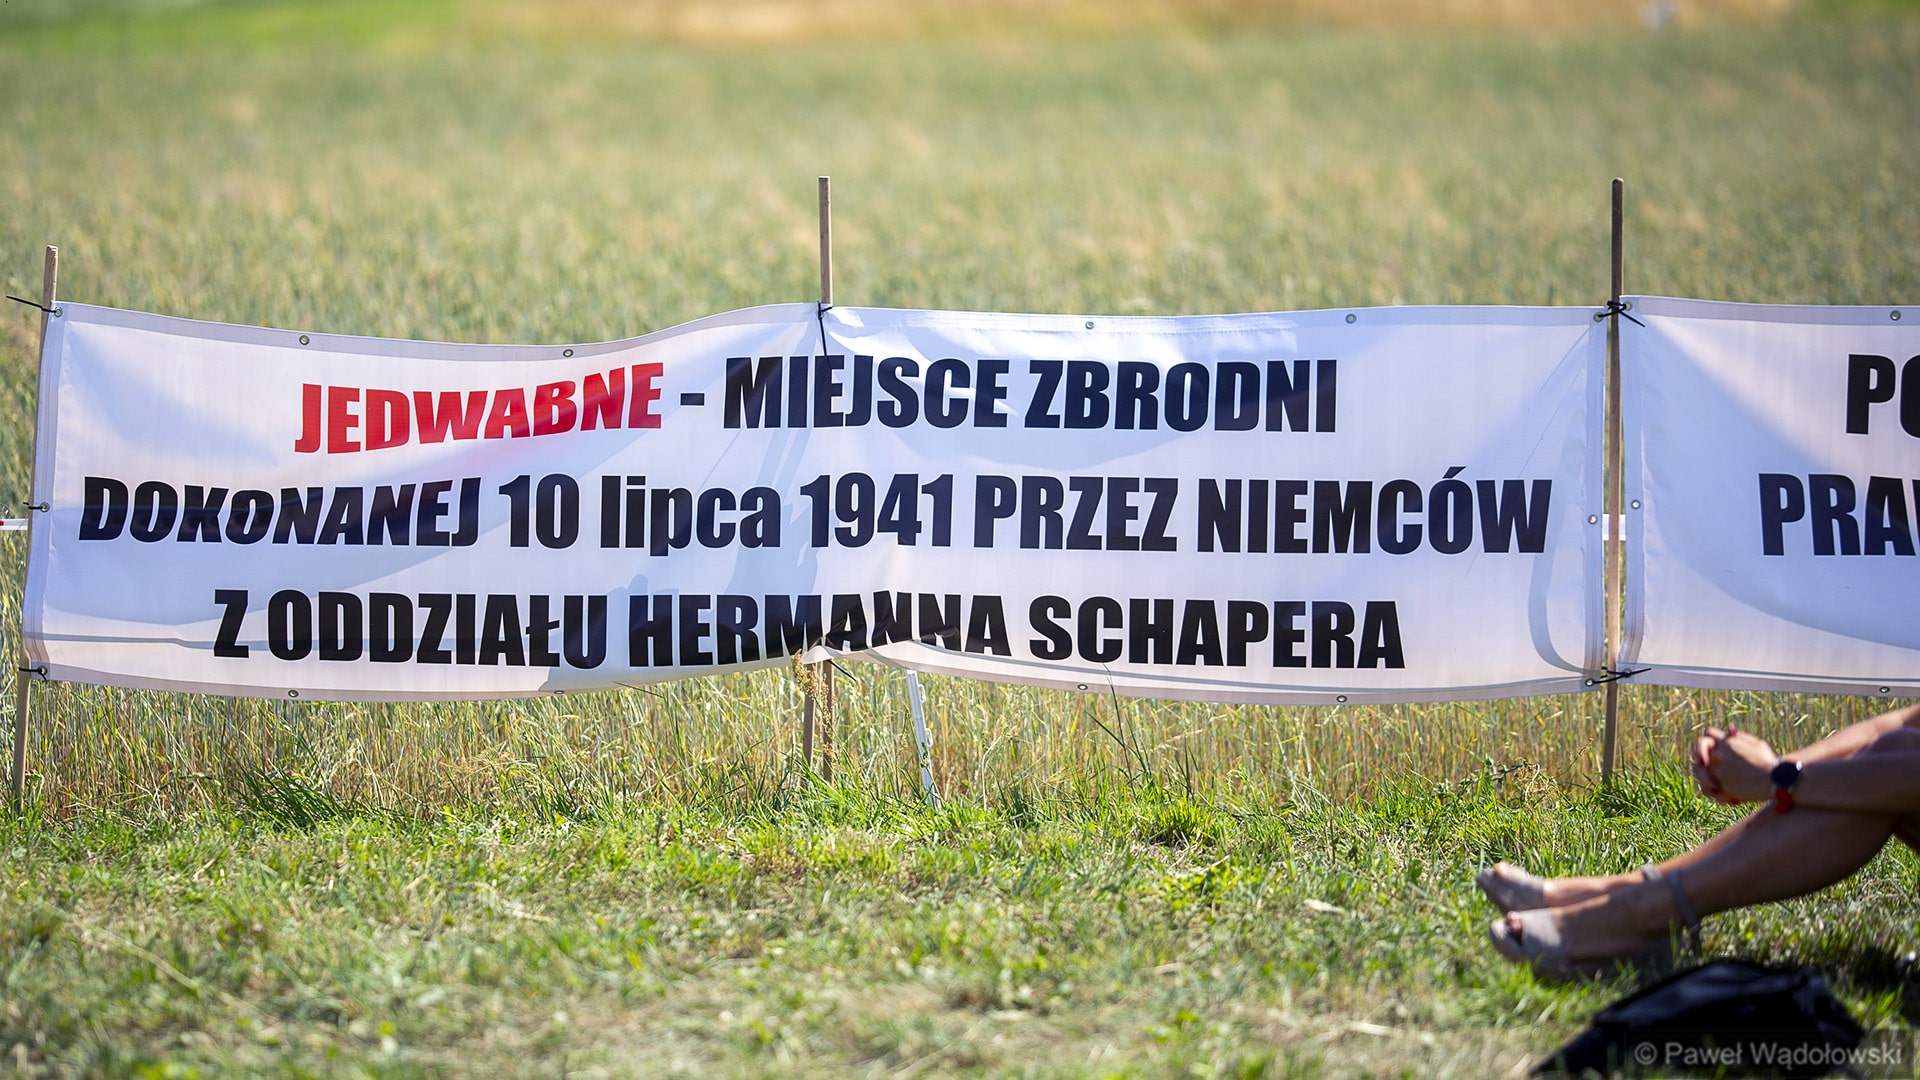 JEDWABNE - MIEJSCE ZBRODNI
DOKONANEJ 10 lipca 1941 PRZEZ NIEMCÓW
Z ODDZIAŁU HERMANNA SCHAPERA
© Paweł Wądołowski